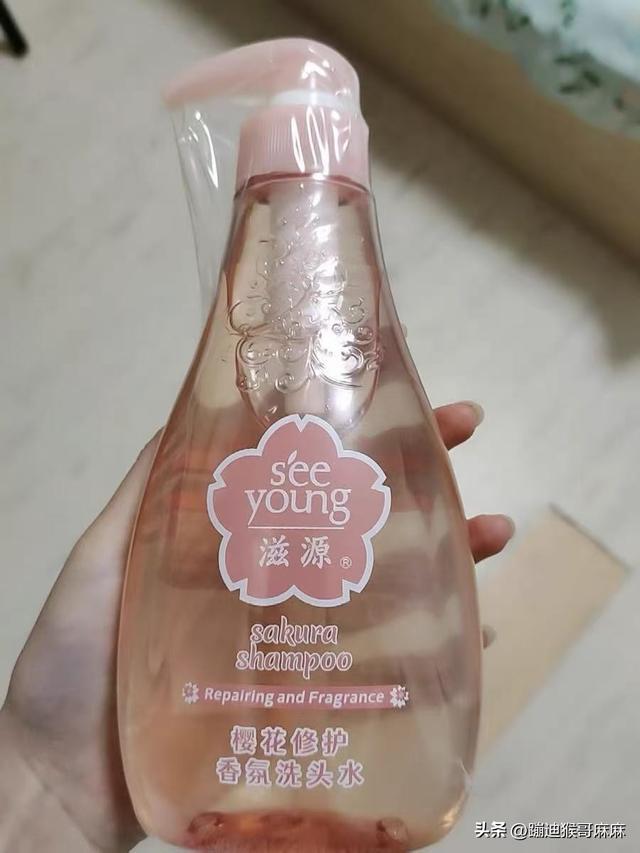 s'ee
young
滋源®
sakura
shampoo
Repairing and Fragrance
樱花修护
香氛洗头水
头条 @蹦迪猴哥麻麻